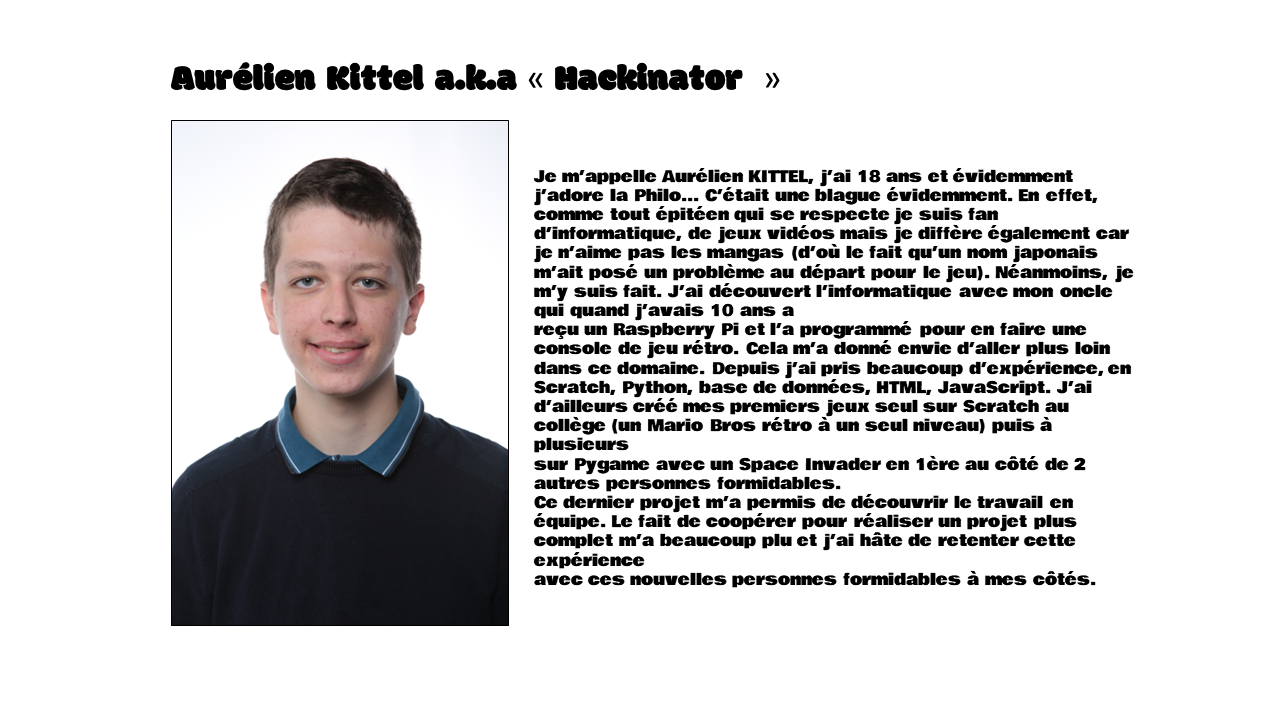 Aurélien Kittel a.k.a « Hackinator  »
Je m’appelle Aurélien KITTEL, j’ai 18 ans et évidemment
j’adore la Philo… C’était une blague évidemment. En effet,
comme tout épitéen qui se respecte je suis fan
d’informatique, de jeux vidéos mais je diffère également car
je n’aime pas les mangas (d’où le fait qu’un nom japonais
m’ait posé un problème au départ pour le jeu). Néanmoins, je
m’y suis fait. J’ai découvert l’informatique avec mon oncle
qui quand j’avais 10 ans a
reçu un Raspberry Pi et l’a programmé pour en faire une
console de jeu rétro. Cela m’a donné envie d’aller plus loin
dans ce domaine. Depuis j’ai pris beaucoup d’expérience, en
Scratch, Python, base de données, HTML, JavaScript. J’ai
d’ailleurs créé mes premiers jeux seul sur Scratch au
collège (un Mario Bros rétro à un seul niveau) puis à
plusieurs
sur Pygame avec un Space Invader en 1ère au côté de 2
autres personnes formidables.
Ce dernier projet m’a permis de découvrir le travail en
équipe. Le fait de coopérer pour réaliser un projet plus
complet m’a beaucoup plu et j’ai hâte de retenter cette
expérience
avec ces nouvelles personnes formidables à mes côtés.